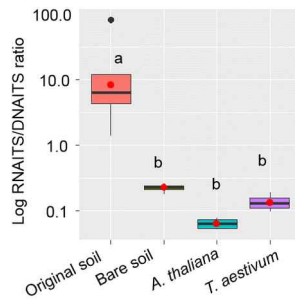 Log RNAITS/DNAITS ratio
100.0
10.0
1.0
0.1
a
b
b
b
Original soil
Bare soil
A. thaliana
T. aestivum